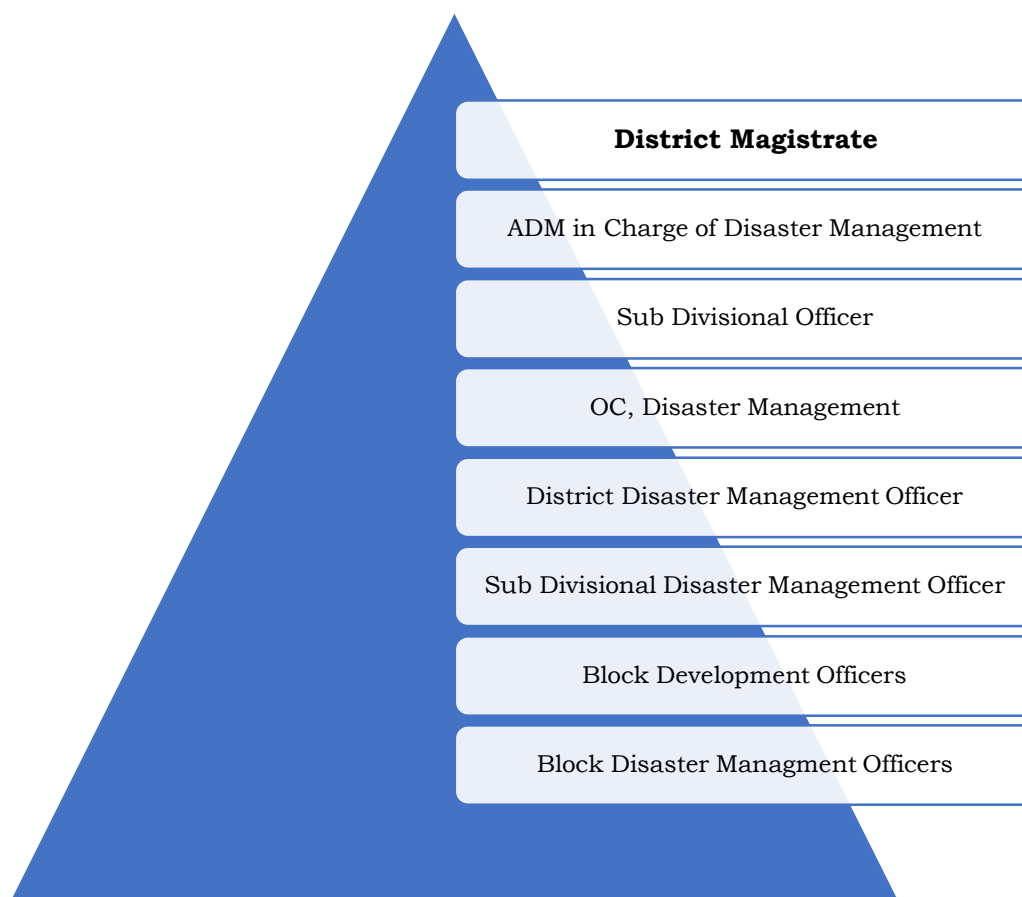 District Magistrate
ADM in Charge of Disaster Management
Sub Divisional Officer
OC, Disaster Management
District Disaster Management Officer
Sub Divisional Disaster Management Officer
Block Development Officers
Block Disaster Managment Officers